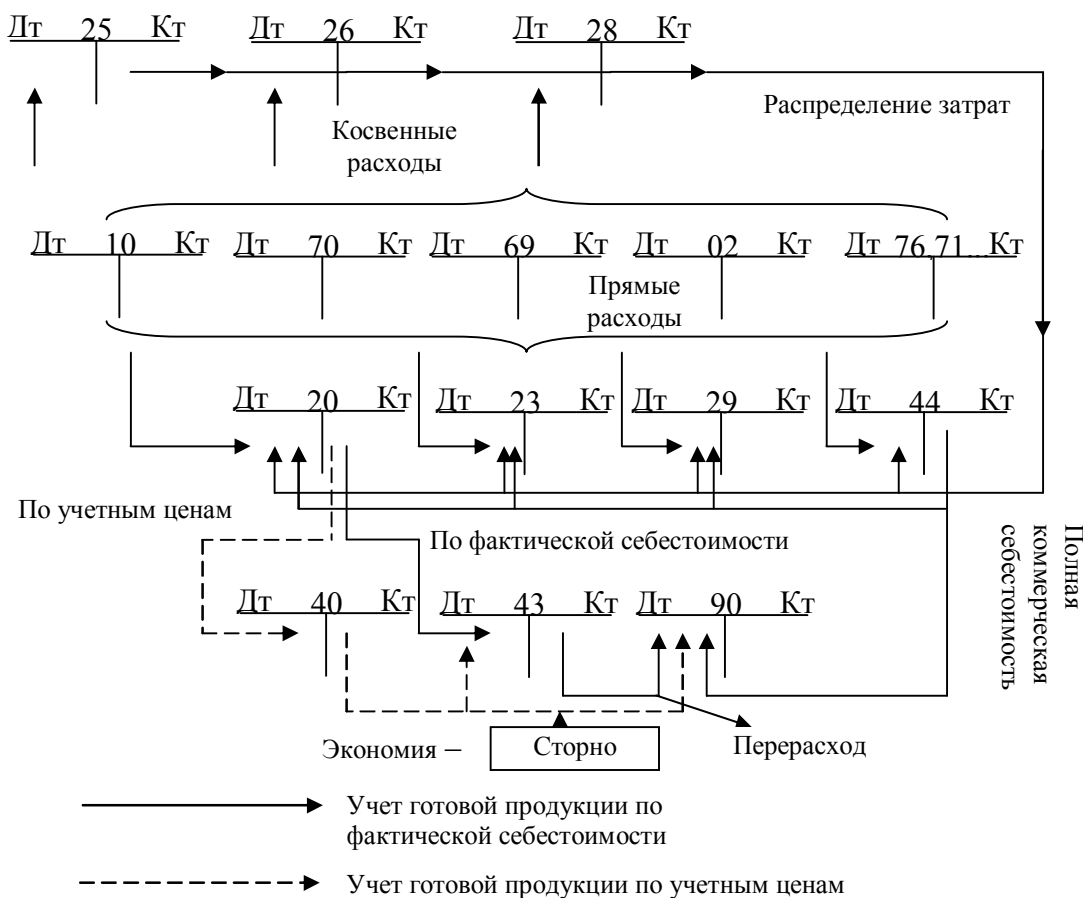 Дт 25 Кт
Дт 26 Кт
Дт 28 Кт
Распределение затрат
Косвенные
расходы
Дт 10 Кт
Дт 70 Кт
Дт 69 Кт
Дт 02 Кт
Дт 76,71... Кт
Прямые
расходы
Дт 20 Кт
Дт 23 Кт
Дт 29 Кт
Дт 44 Кт
По учетным ценам
По фактической себестоимости
Полная
коммерческая
себестоимость
Дт 40 Кт
Дт 43 Кт
Дт 90 Кт
Экономия –
Сторно
Перерасход
Учет готовой продукции по
фактической себестоимости
Учет готовой продукции по учетным ценам